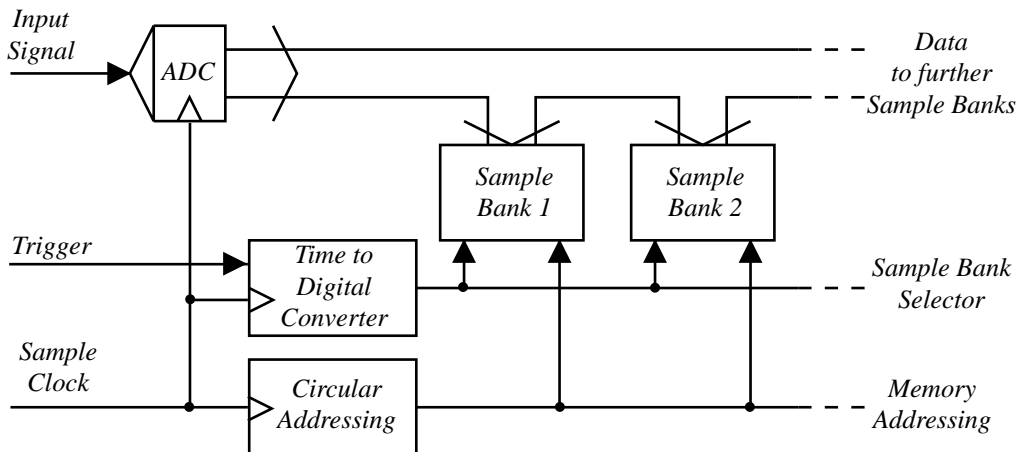 Input
Signal
ADC
Data
to further
Sample Banks
Sample
Bank 1
Sample
Bank 2
Trigger
Time to
Digital
Converter
Sample Bank
Selector
Sample
Clock
Circular
Addressing
Memory
Addressing